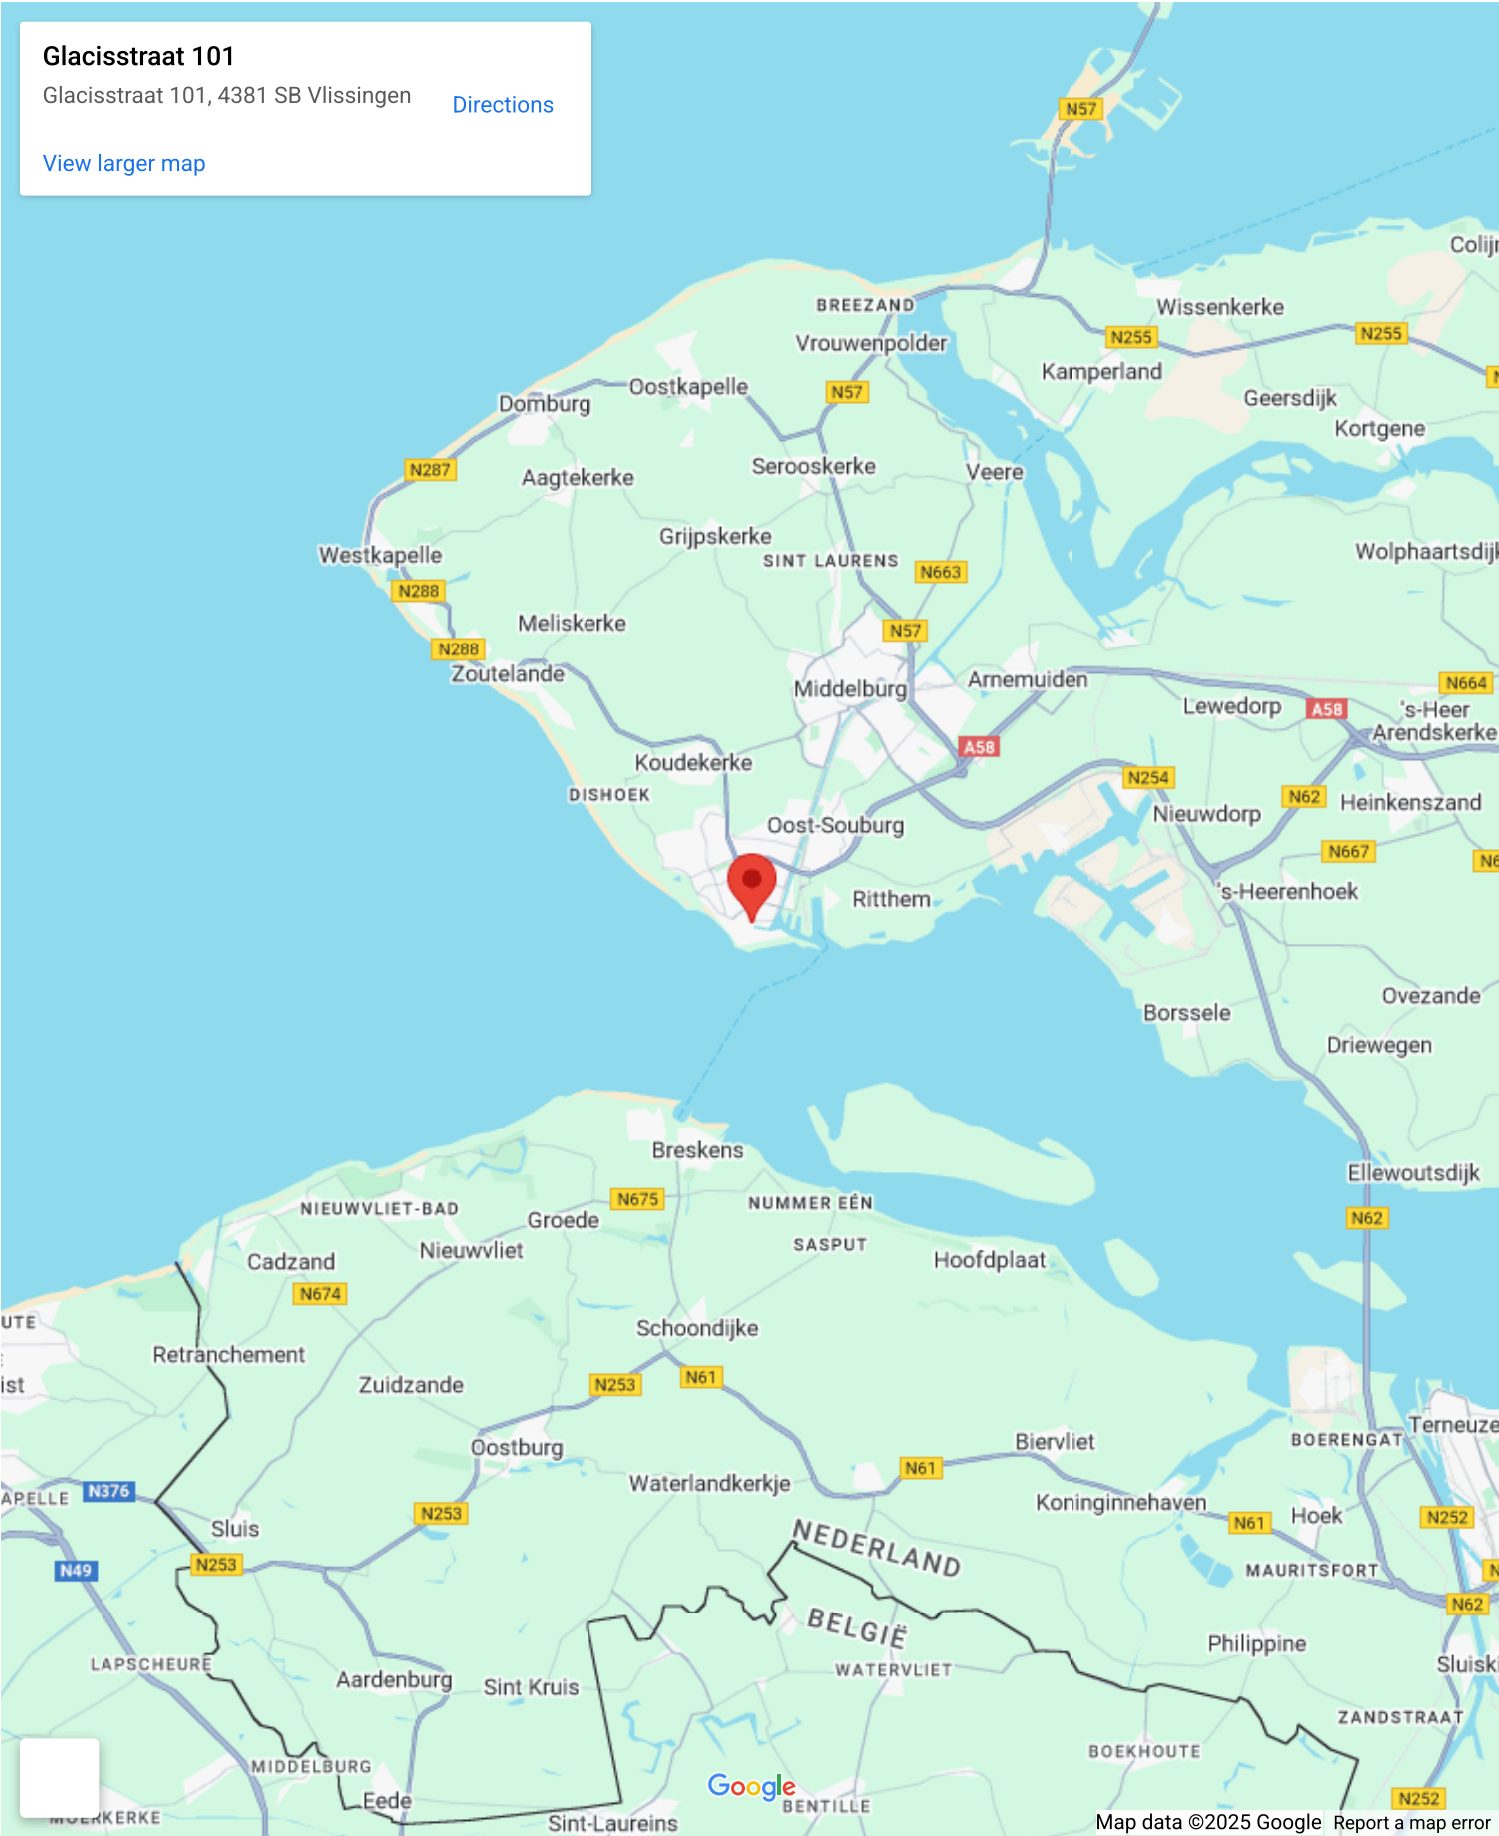 Glacisstraat 101
Glacisstraat 101, 4381 SB Vlissingen
Directions
View larger map
N57
Colijn
BREEZAND
Wissenkerke
Vrouwenpolder
N255
N255
Kamperland
Oostkapelle
N57
Domburg
Geersdijk
Kortgene
N287
Serooskerke
Veere
Aagtekerke
Grijpskerke
Westkapelle
SINT LAURENS
N663
Wolphaartsdijk
N288
Meliskerke
N57
N288
Zoutelande
Middelburg
Arnemuiden
N664
Lewedorp
A58
's-Heer
Arendskerke
A58
Koudekerke
N254
DISHOEK
N62
Heinkenszand
Nieuwdorp
Oost-Souburg
N667
's-Heerenhoek
Ritthem
Ovezande
Borssele
Driewegen
Breskens
Ellewoutsdijk
N675
NUMMER EÉN
NIEUWVLIET-BAD
Groede
N62
Nieuwvliet
SASPUT
Cadzand
Hoofdplaat
N674
UTE
Schoondijke
Retranchement
ist
Zuidzande
N253
N61
Terneuze
Oostburg
Biervliet
BOERENGAT
N61
Waterlandkerkje
N376
APELLE
Koninginnehaven
N253
Hoek
N252
Sluis
N61
NEDERLAND
N253
N49
MAURITSFORT
N62
BELGIË
Philippine
LAPSCHEURE
WATERVLIET
Sluiski
Aardenburg
Sint Kruis
ZANDSTRAAT
BOEKHOUTE
MIDDELBURG
Google
Eede
BENTILLE
N252
MOERKERKE
Sint-Laureins
Map data ©2025 Google
Report a map error